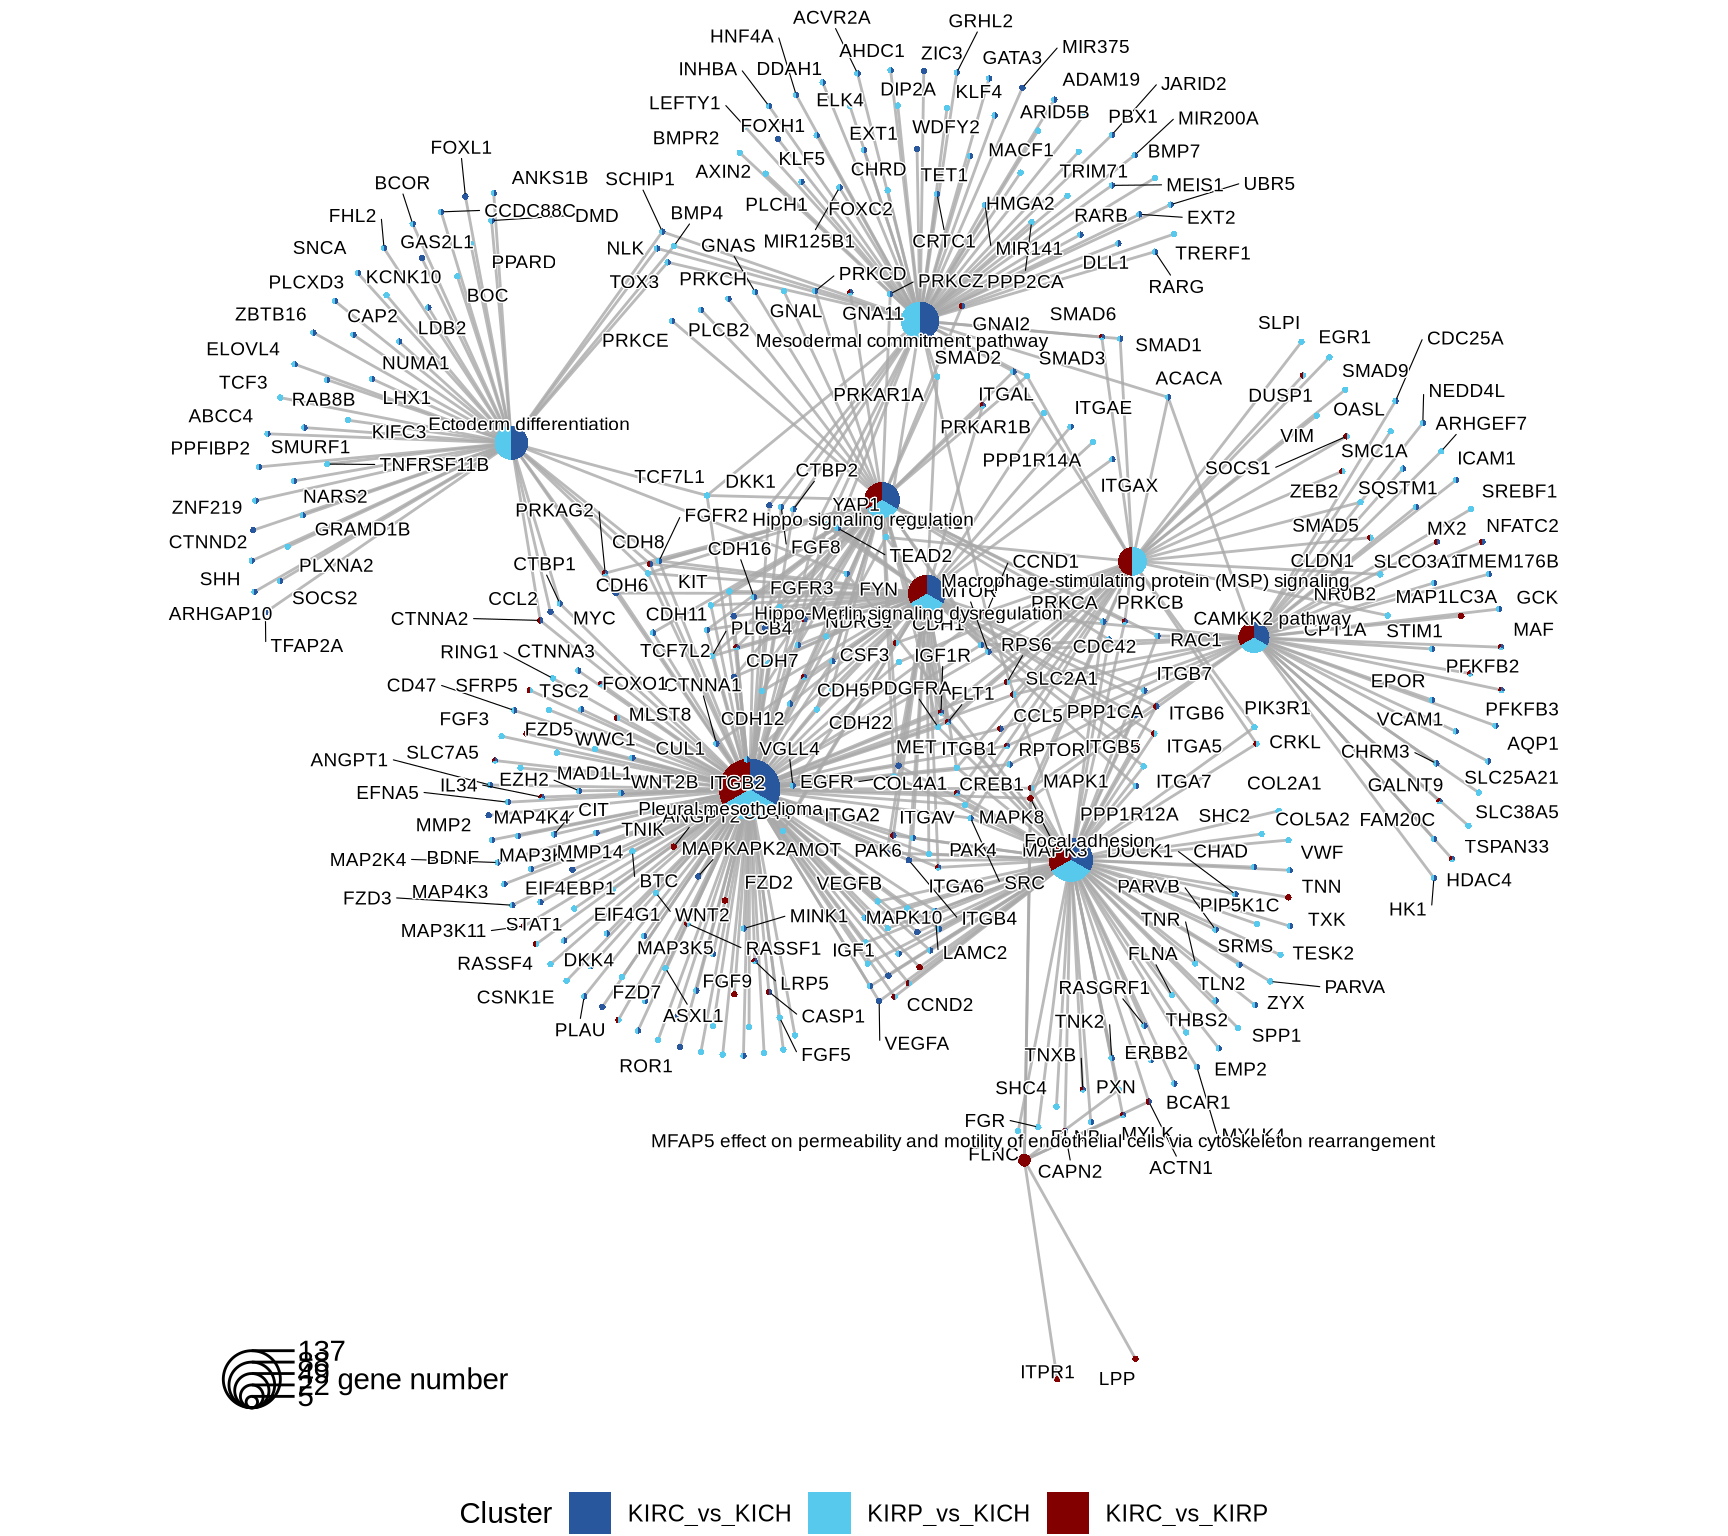 ACVR2A
GRHL2
HNF4A
AHDC1
ZIC3
GATA3
MIR375
INHBA
DDAH1
ADAM19
JARID2
LEFTY1
ELK4
DIP2A
KLF4
ARID5B
PBX1
MIR200A
BMPR2
FOXH1
EXT1
WDFY2
MACF1
BMP7
FOXL1
KLF5
CHRD
TET1
TRIM71
MEIS1
UBR5
BCOR
ANKS1B
SCHIP1
AXIN2
PLCH1
FOXC2
HMGA2
RARB
EXT2
FHL2
CCDC88C
DMD
BMP4
MIR125B1
CRTC1
MIR141
TRERF1
SNCA
GAS2L1
NLK
GNAS
DLL1
PPARD
PLCXD3
KCNK10
BOC
TOX3
PRKCH
PRKCD
PRKCZ
PPP2CA
RARG
ZBTB16
CAP2
LDB2
PLCB2
GNAL
GNA11
GNAI2
SMAD6
SLPI
EGR1
ELOVL4
NUMA1
PRKCE
Mesodermal commitment pathway
SMAD2
SMAD3
SMAD1
CDC25A
TCF3
RAB8B
LHX1
PRKAR1A
ITGAL
ACACA
DUSP1
SMAD9
NEDD4L
ABCC4
KIFC3
Ectoderm differentiation
PRKAR1B
ITGAE
VIM
OASL
ARHGEF7
PPFIBP2
SMURF1
TNFRSF11B
PPP1R14A
ITGAX
SOCS1
SMC1A
ICAM1
TCF7L1
DKK1
CTBP2
ZEB2
SQSTM1
SREBF1
ZNF219
NARS2
PRKAG2
FGFR2
YAP1
Hippo signaling regulation
SMAD5
MX2
NFATC2
CTNND2
GRAMD1B
CDH8
CDH16
FGF8
TEAD2
CCND1
CLDN1
SLCO3A1
TMEM176B
SHH
PLXNA2
CTBP1
CDH6
KIT
FGFR3
FYN
MTOR
Macrophage-stimulating protein (MSP) signaling
NR0B2
MAP1LC3A
GCK
ARHGAP10
SOCS2
CCL2
MYC
CDH11
Hippo-Merlin signaling dysregulation
PRKCA
PRKCB
CAMKK2 pathway
TFAP2A
CTNNA2
PLCB4
NDRG1
CDH1
CPT1A
STIM1
MAF
RING1
CTNNA3
TCF7L2
CDH7
CSF3
IGF1R
RPS6
CDC42
RAC1
PFKFB2
CD47
SFRP5
TSC2
FOXO1
CTNNA1
CDH5
PDGFRA
FLT1
SLC2A1
ITGB7
EPOR
PFKFB3
FGF3
FZD5
MLST8
CDH12
CDH22
CCL5
PPP1CA
ITGB6
PIK3R1
VCAM1
AQP1
ANGPT1
SLC7A5
WWC1
CUL1
VGLL4
MET
ITGB1
RPTOR
ITGB5
ITGA5
CRKL
CHRM3
SLC25A21
EFNA5
IL34
EZH2
MAD1L1
WNT2B
ITGB2
EGFR
COL4A1
CREB1
MAPK1
ITGA7
COL2A1
GALNT9
SLC38A5
MMP2
MAP4K4
CIT
TNIK
Pleural mesothelioma
ITGA2
ITGAV
MAPK8
PPP1R12A
SHC2
COL5A2
FAM20C
TSPAN33
MAP2K4
BDNF
MMP14
MAPKAPK2
AMOT
PAK6
PAK4
Focal adhesion
MAPK3
DOCK1
CHAD
VWF
HDAC4
FZD3
MAP4K3
EIF4EBP1
BTC
FZD2
VEGFB
ITGA6
SRC
PARVB
PIP5K1C
TNN
HK1
MAP3K11
STAT1
EIF4G1
WNT2
MINK1
MAPK10
ITGB4
TNR
TXK
RASSF4
DKK4
MAP3K5
RASSF1
IGF1
LAMC2
FLNA
SRMS
TESK2
CSNK1E
FZD7
FGF9
LRP5
CCND2
RASGRF1
TLN2
ZYX
PARVA
PLAU
ASXL1
CASP1
TNK2
THBS2
SPP1
ROR1
FGF5
VEGFA
TNXB
ERBB2
EMP2
SHC4
PXN
BCAR1
FGR
MYLK
MYLK4
MFAP5 effect on permeability and motility of endothelial cells via cytoskeleton rearrangement
FLNC
CAPN2
ACTN1
ITPR1
LPP
137
5
gene number
Cluster
KIRC_vs_KICH
KIRP_vs_KICH
KIRC_vs_KIRP